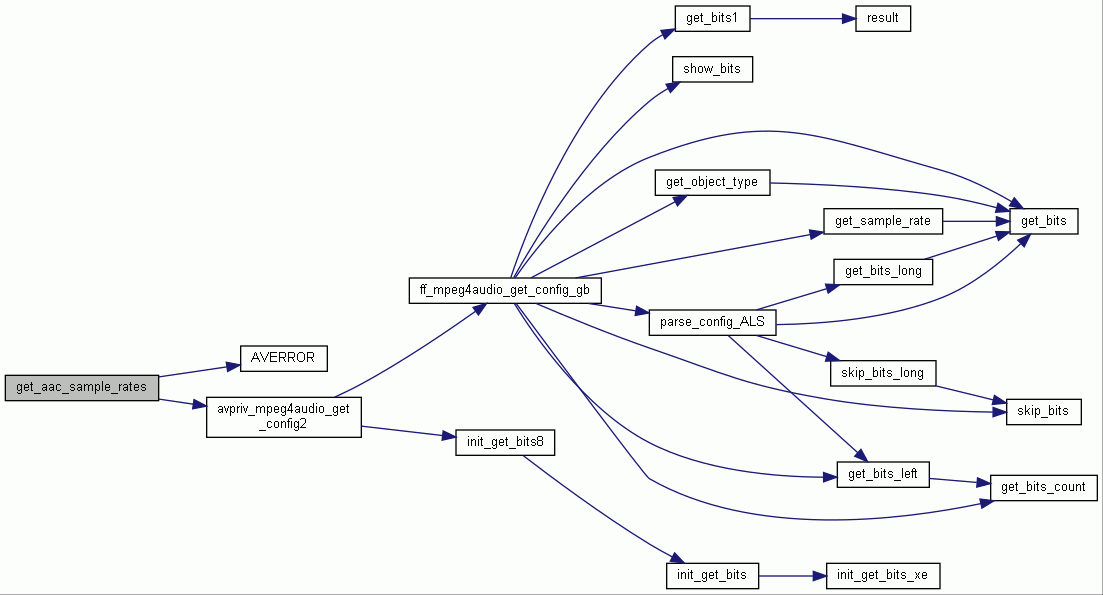 get_bits1
result
show_bits
get_object_type
get_sample_rate
get_bits
get_bits_long
ff_mpeg4audio_get_config_gb
parse_config_ALS
AVERROR
skip_bits_long
get_aac_sample_rates
avpriv_mpeg4audio_get
_config2
skip_bits
init_get_bits8
get_bits_left
get_bits_count
init_get_bits
init_get_bits_xe